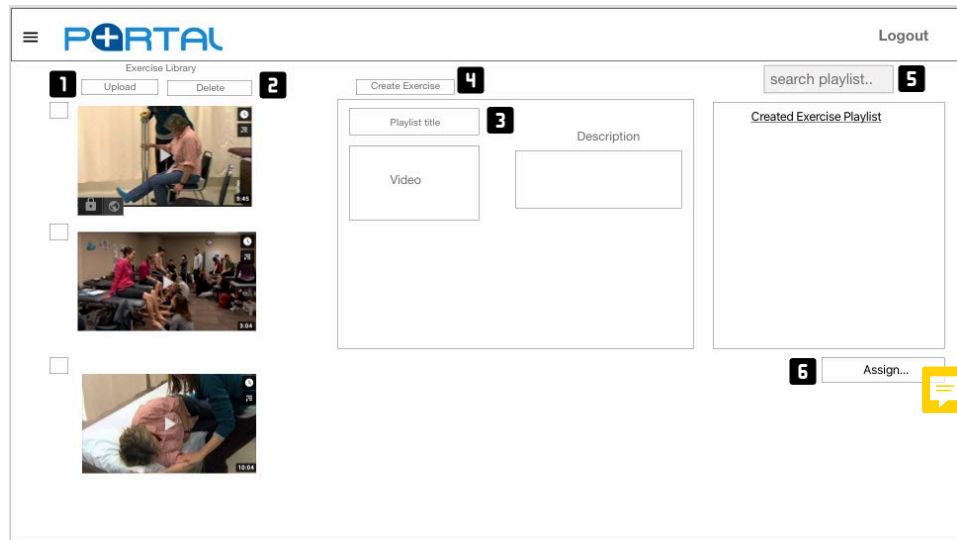 PORTAL
Logout
Exercise Library
1 Upload Delete 2
Create Exercise 4
search playlist.. 5
Playlist title 3
Description
Video
Created Exercise Playlist
5:45
3:04
6 Assign...
10:04